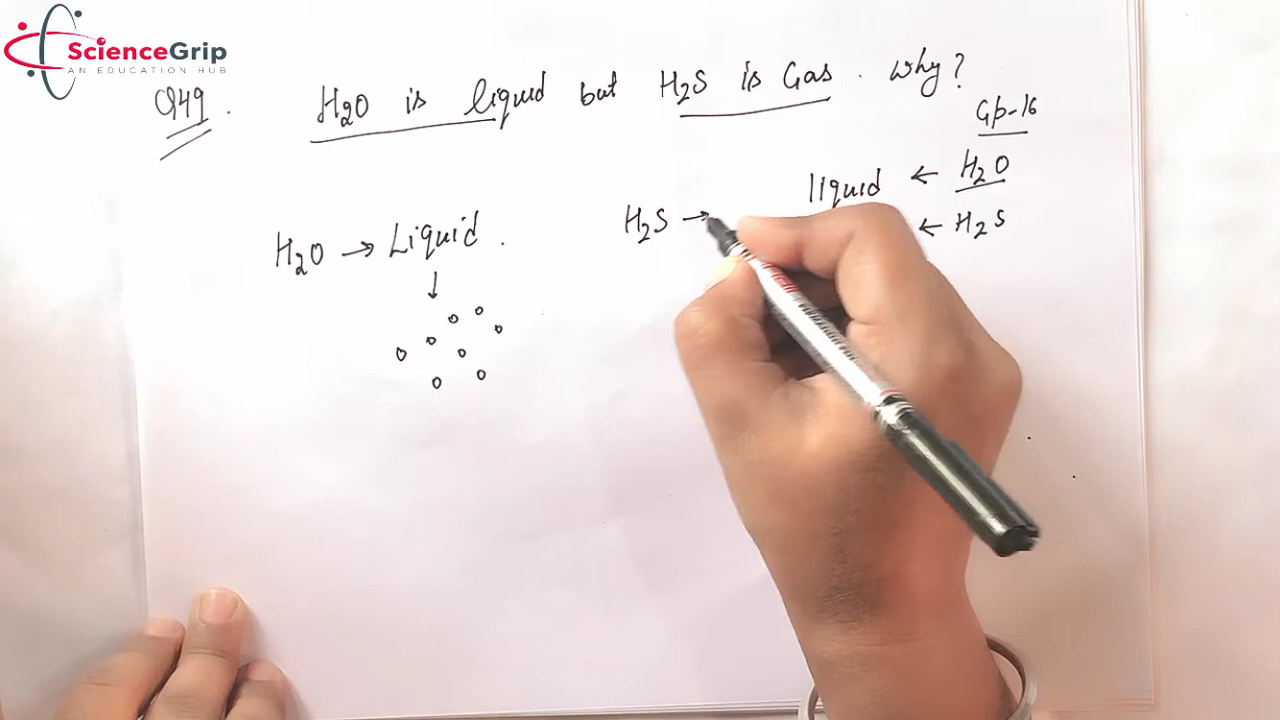 ScienceGrip
AN EDUCATION HUB
Q49. H2O is liquid but H2S is Gas. Why?
Gp-16
liquid ← H2O
← H2S
H2O → Liquid.
↓
H2S →